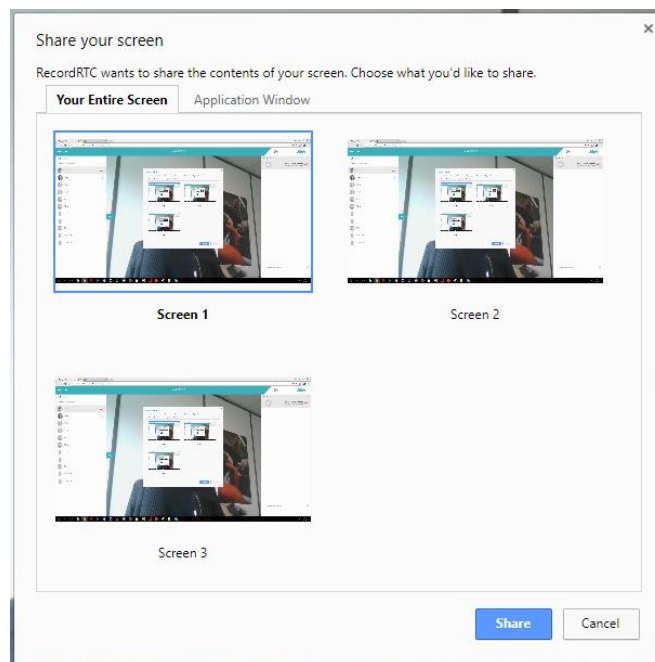 Share your screen
RecordRTC wants to share the contents of your screen. Choose what you'd like to share.
Your Entire Screen
Application Window
Screen 1
Screen 2
Screen 3
Share
Cancel